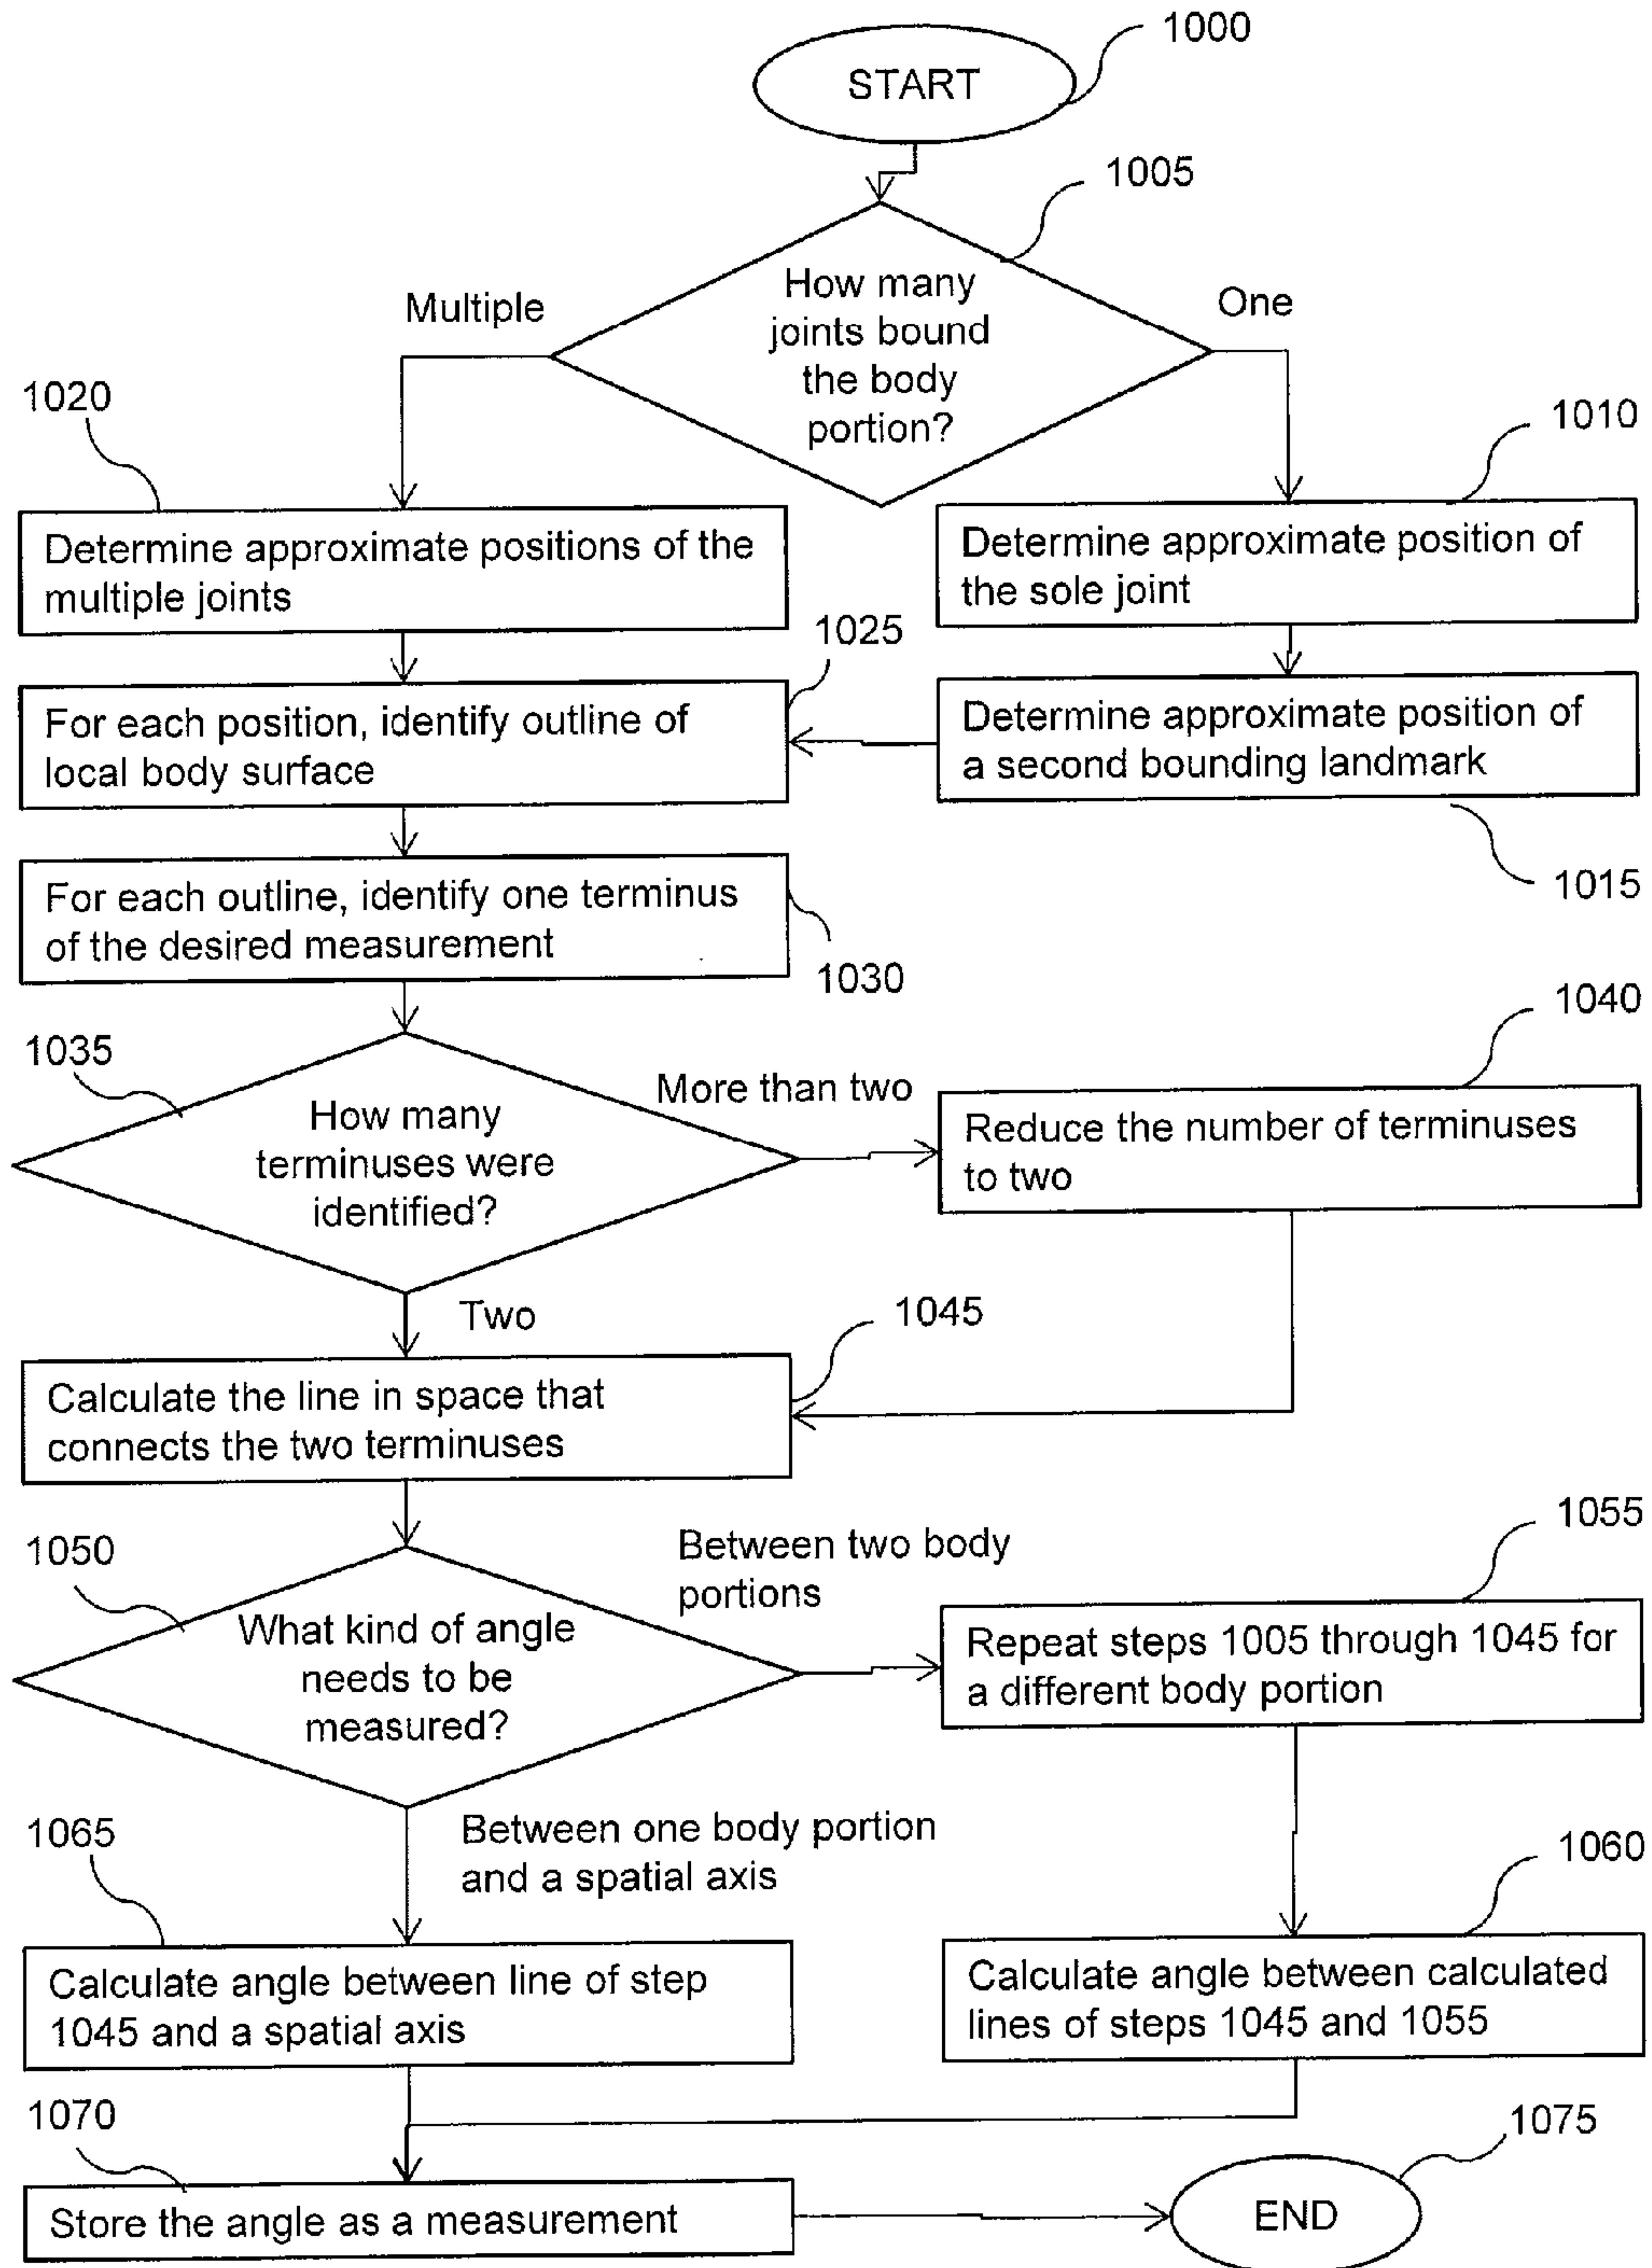 1000
START
1005
How many
joints bound
the body
portion?
Multiple
One
1020
1010
Determine approximate positions of the
multiple joints
Determine approximate position of
the sole joint
1025
For each position, identify outline of
local body surface
Determine approximate position of
a second bounding landmark
1015
For each outline, identify one terminus
of the desired measurement
1030
1040
1035
How many
terminuses were
identified?
More than two
Reduce the number of terminuses
to two
Two
1045
Calculate the line in space that
connects the two terminuses
1055
1050
What kind of angle
needs to be
measured?
Between two body
portions
Repeat steps 1005 through 1045 for
a different body portion
Between one body portion
and a spatial axis
1065
1060
Calculate angle between line of step
1045 and a spatial axis
Calculate angle between calculated
lines of steps 1045 and 1055
1070
1075
Store the angle as a measurement
END